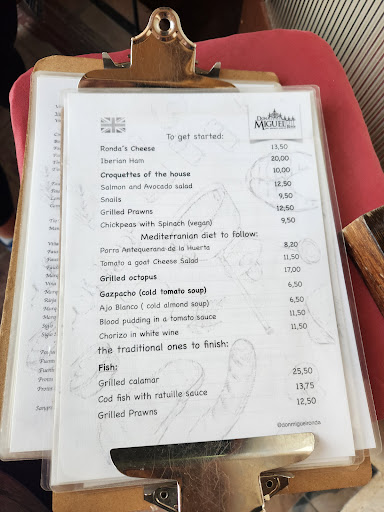 DON
MIGUEL
To get started:
Ronda's Cheese 13,50
Iberian Ham 20,00
Croquettes of the house 10,00
Salmon and Avocado salad 12,50
Snails 9,50
Grilled Prawns 12,50
Chickpeas with Spinach (vegan) 9,50
Mediterranean diet to follow:
Porra Antequerana de la Huerta 8,20
Tomato a goat Cheese Salad 11,50
Grilled octopus 17,00
Gazpacho (cold tomato soup) 6,50
Ajo Blanco ( cold almond soup) 6,50
Blood pudding in a tomato sauce 11,50
Chorizo in white wine 11,50
the traditional ones to finish:
Fish:
Grilled calamar 25,50
Cod fish with ratuille sauce 13,75
Grilled Prawns 12,50
@donmiguelronda